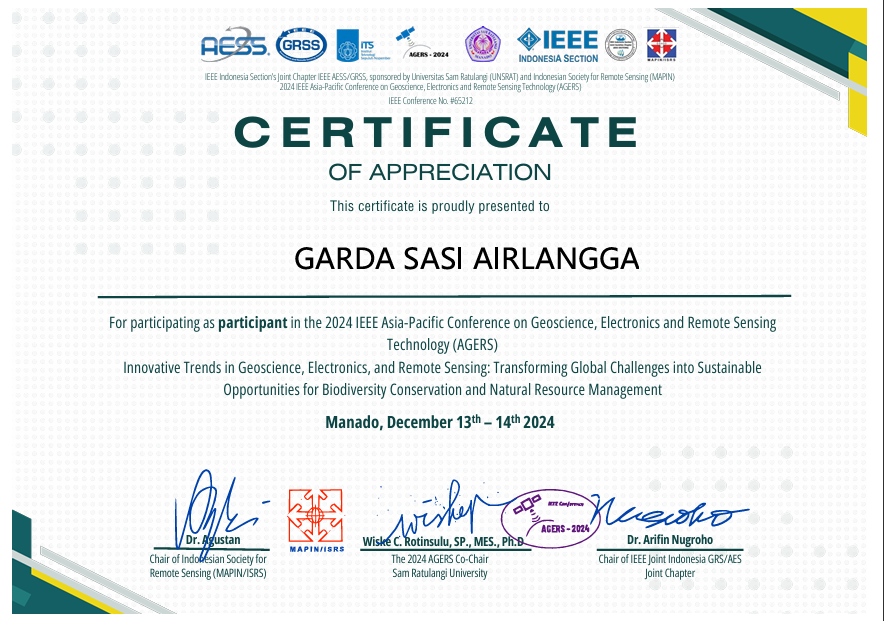 AESS
IEEE
GRSS
ITS
AGERS - 2024
IEEE
INDONESIA SECTION
MAPIN/ISRS
IEEE Indonesia Section's Joint Chapter IEEE AESS/GRSS, sponsored by Universitas Sam Ratulangi (UNSRAT) and Indonesian Society for Remote Sensing (MAPIN)
2024 IEEE Asia-Pacific Conference on Geoscience, Electronics and Remote Sensing Technology (AGERS)
IEEE Conference No. #65212
CERTIFICATE
OF APPRECIATION
This certificate is proudly presented to
GARDA SASI AIRLANGGA
For participating as participant in the 2024 IEEE Asia-Pacific Conference on Geoscience, Electronics and Remote Sensing
Technology (AGERS)
Innovative Trends in Geoscience, Electronics, and Remote Sensing: Transforming Global Challenges into Sustainable
Opportunities for Biodiversity Conservation and Natural Resource Management
Manado, December 13th – 14th 2024
MAPIN/ISRS
IEEE Conference
AGERS - 2024
Dr. Agustan
Chair of Indonesian Society for
Remote Sensing (MAPIN/ISRS)
Wiske C. Rotinsulu, SP., MES., Ph.D
The 2024 AGERS Co-Chair
Sam Ratulangi University
Nugroho
Dr. Arifin Nugroho
Chair of IEEE Joint Indonesia GRS/AES
Joint Chapter